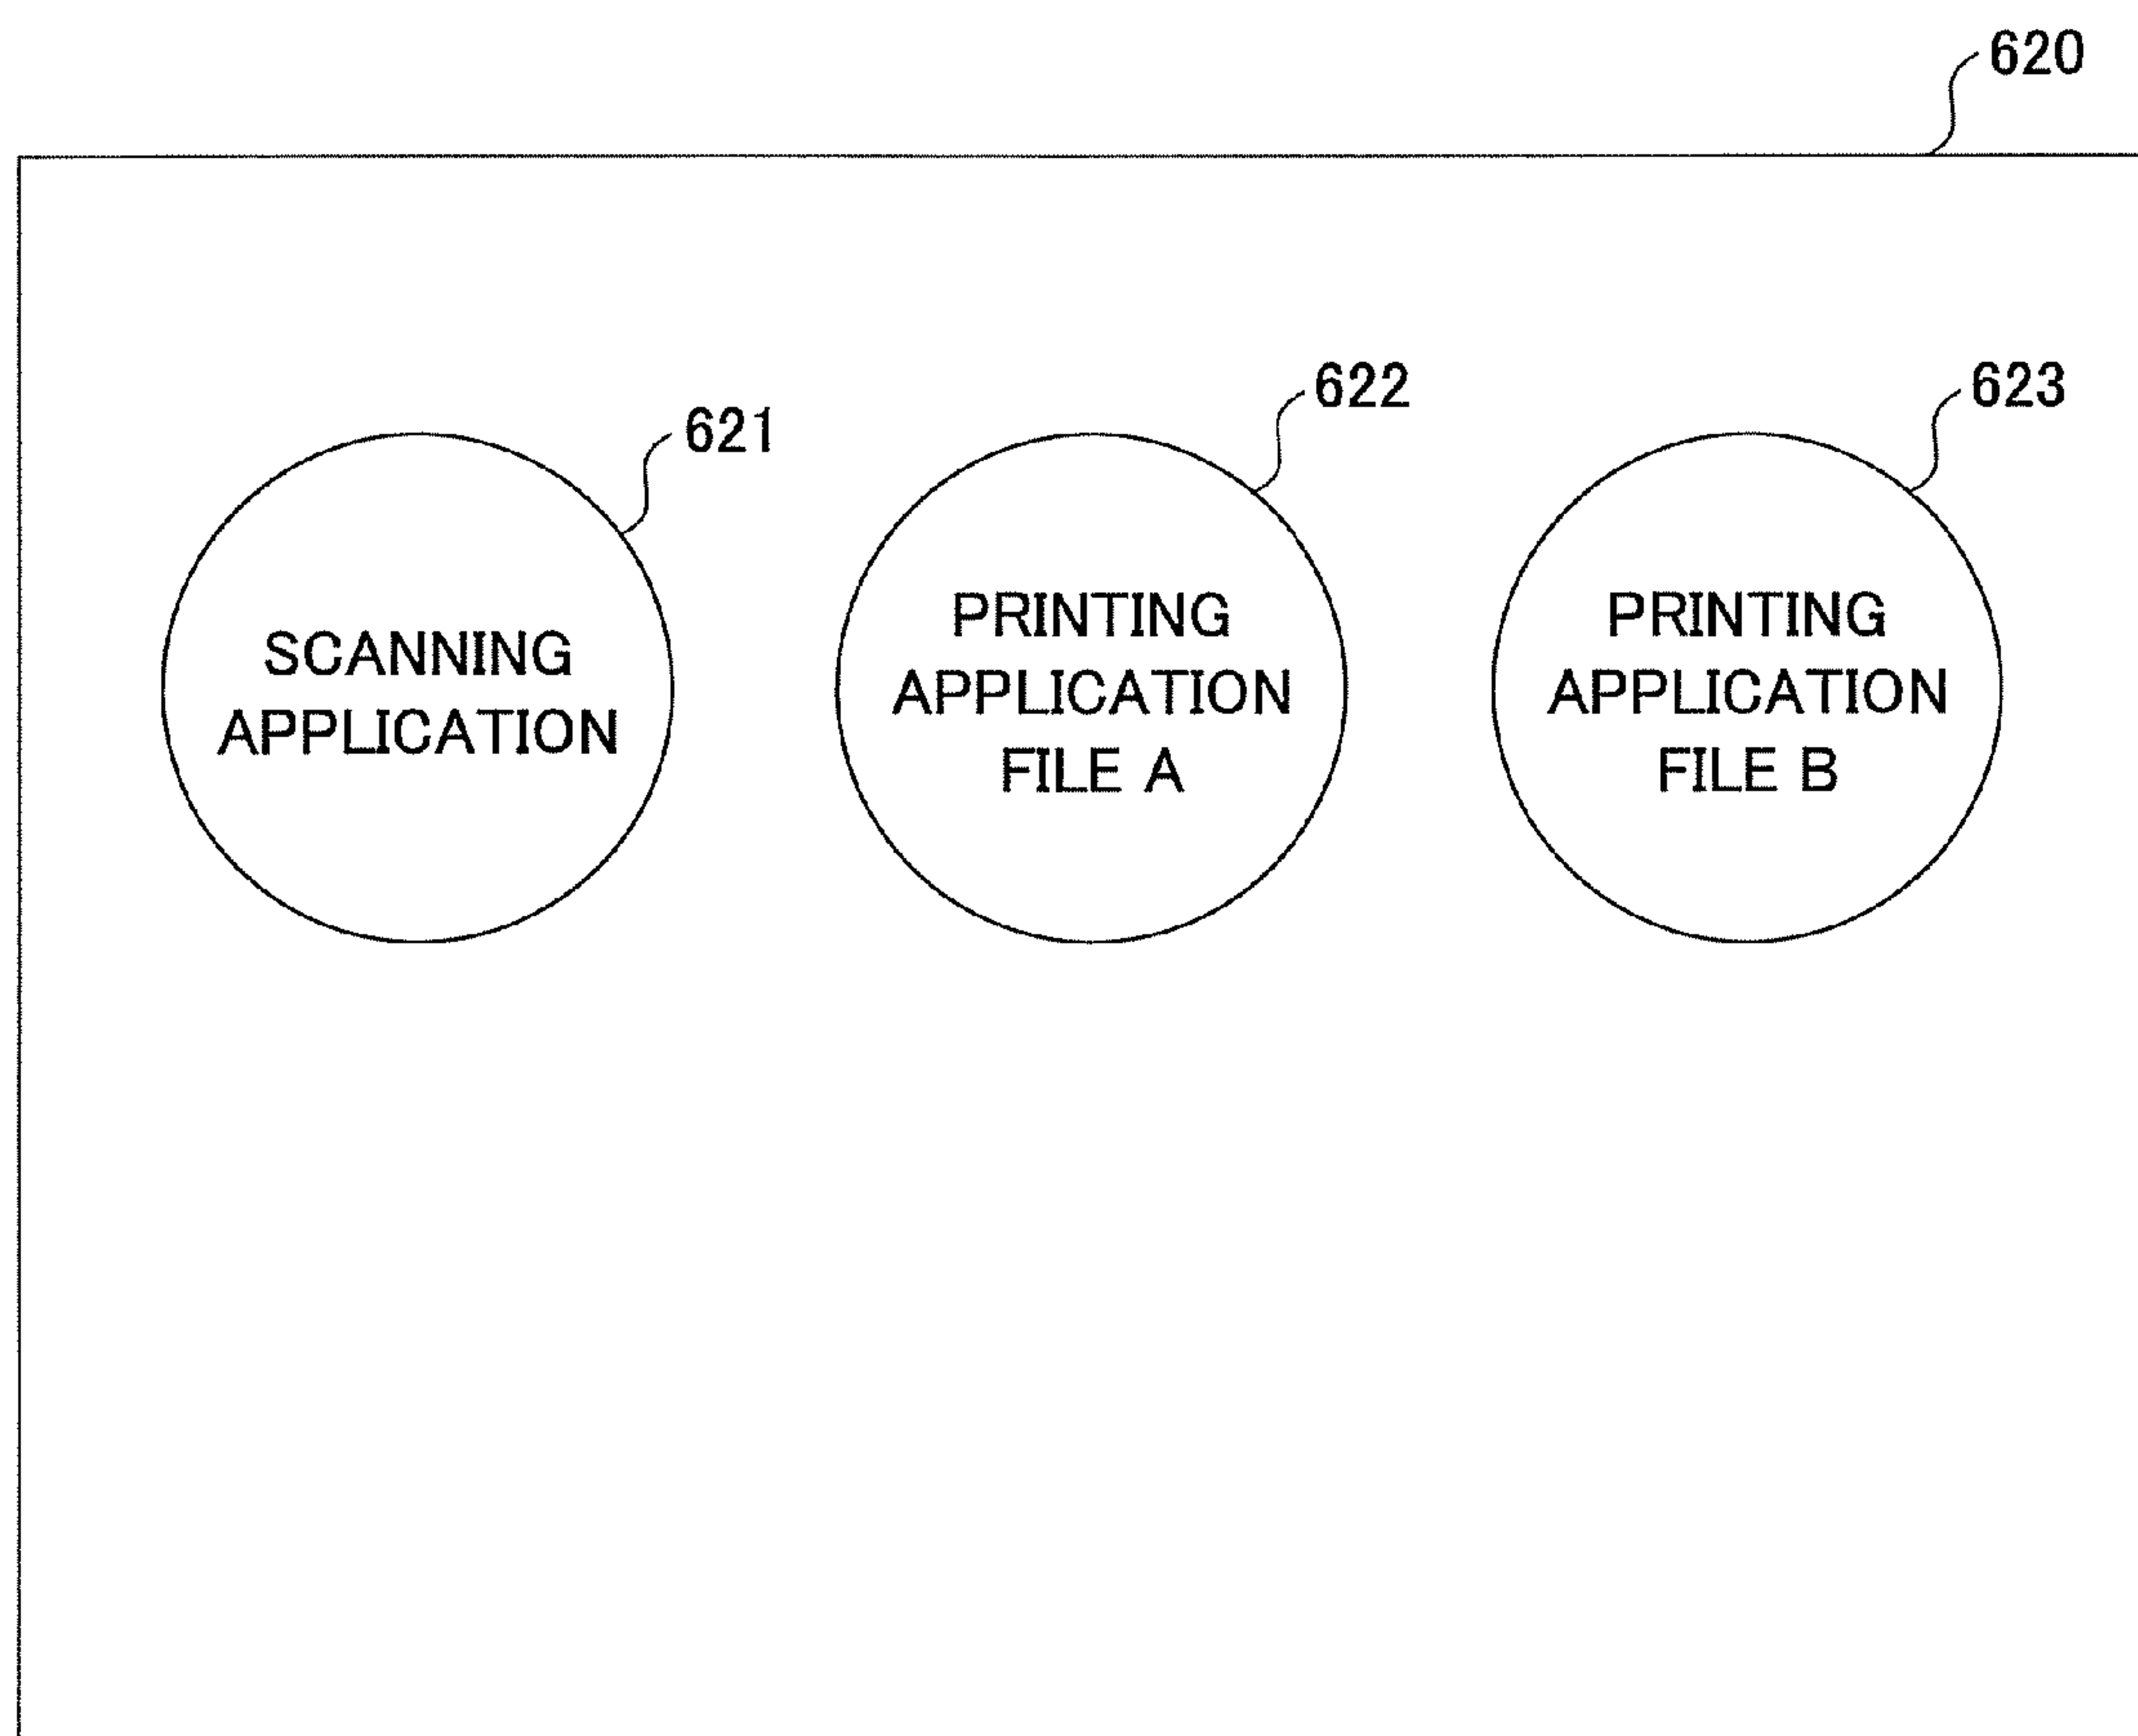 620
621
SCANNING
APPLICATION
622
PRINTING
APPLICATION
FILE A
623
PRINTING
APPLICATION
FILE B